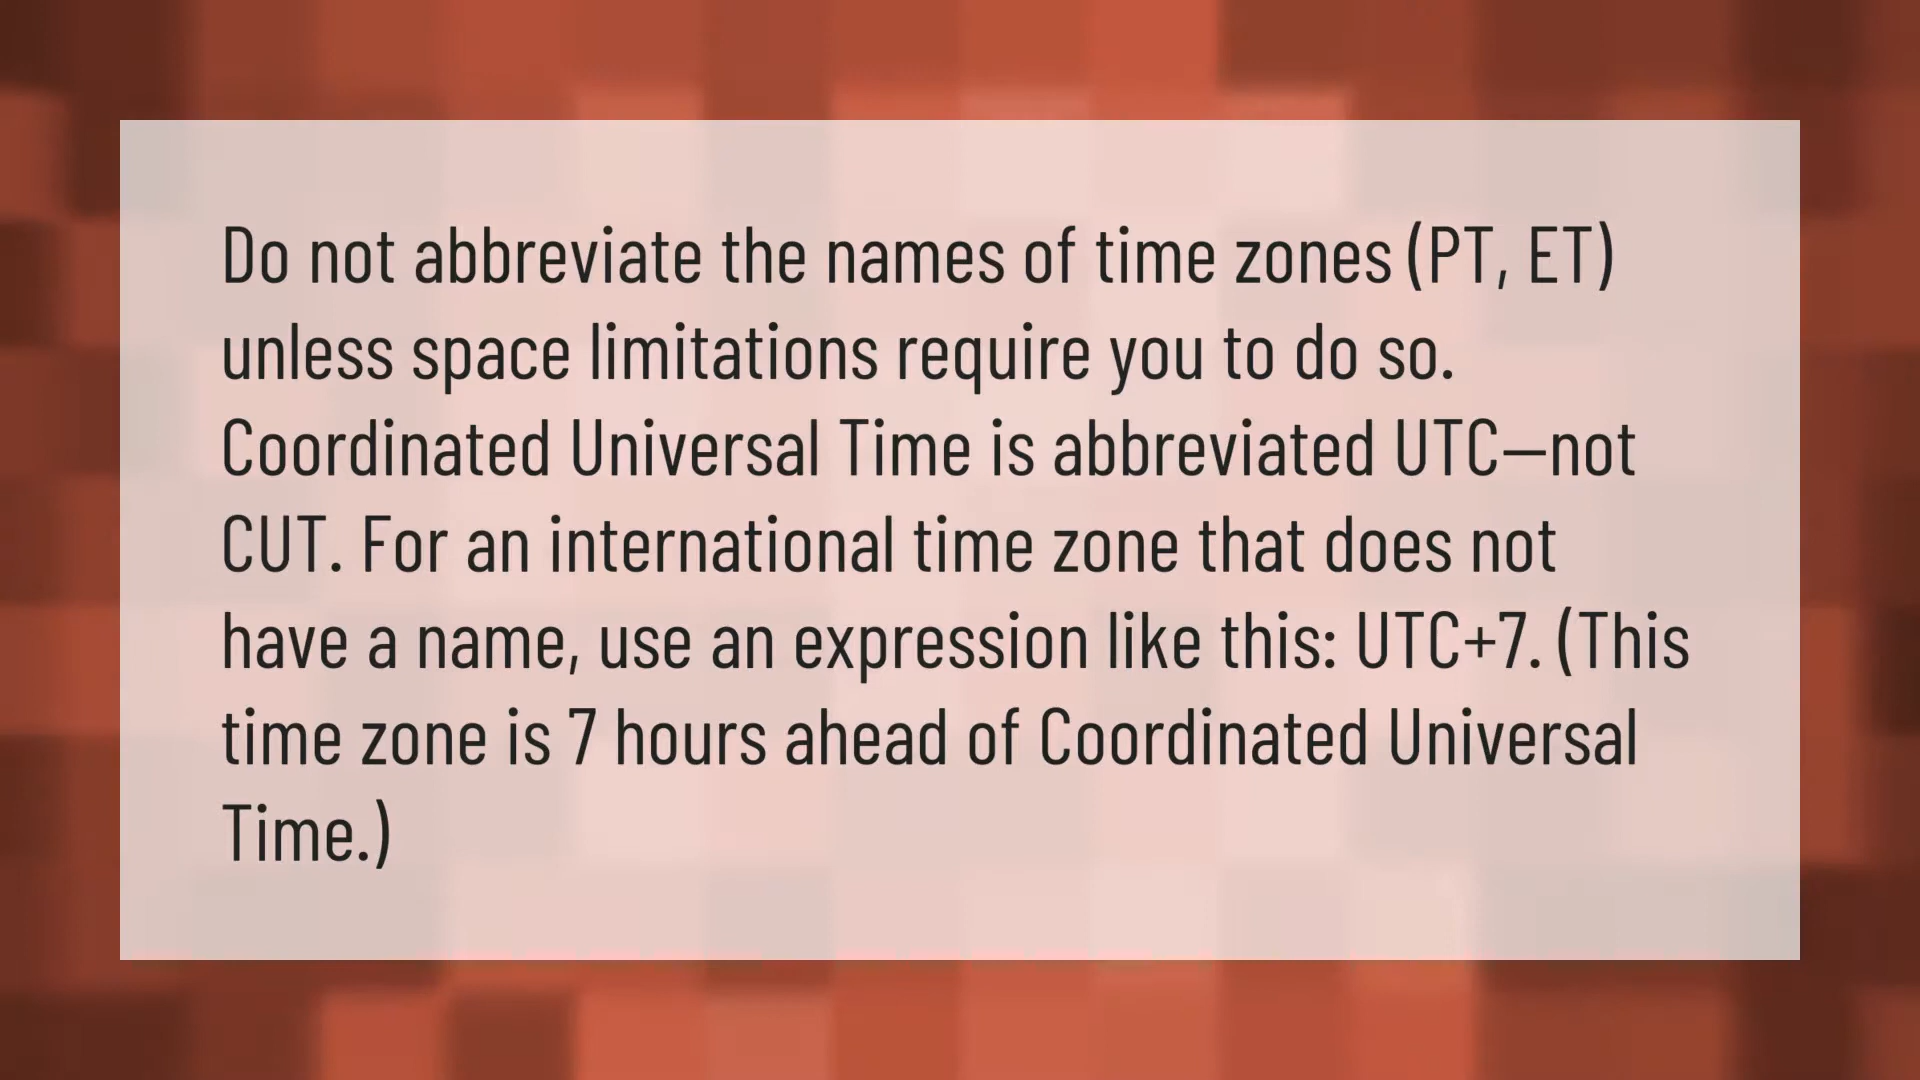 Do not abbreviate the names of time zones (PT, ET)
unless space limitations require you to do so.
Coordinated Universal Time is abbreviated UTC—not
CUT. For an international time zone that does not
have a name, use an expression like this: UTC+7. (This
time zone is 7 hours ahead of Coordinated Universal
Time.)